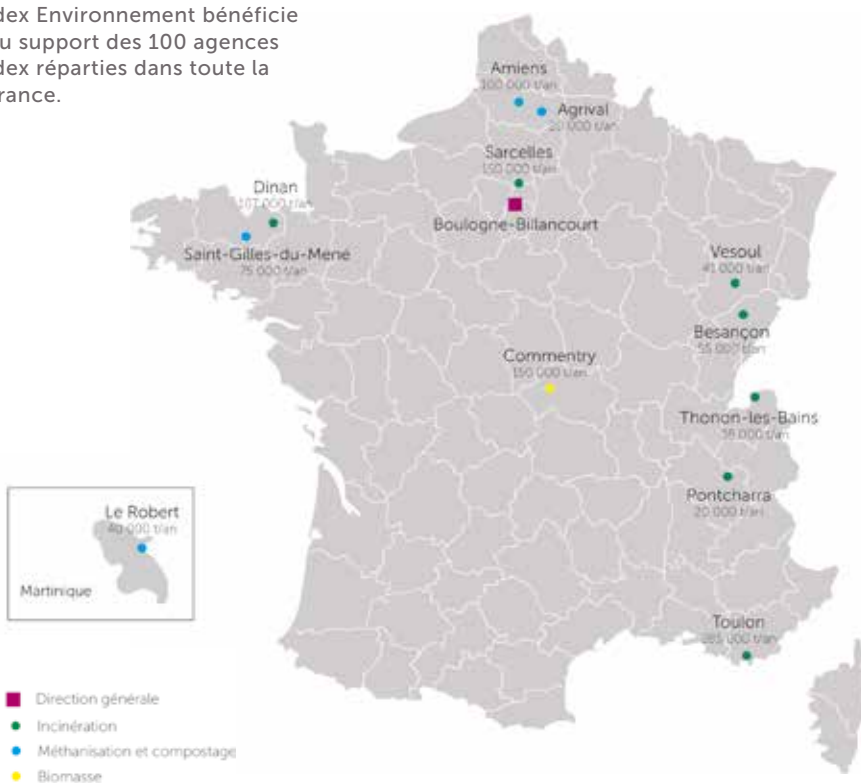 dex Environnement bénéficie
u support des 100 agences
dex réparties dans toute la
rance.
Amiens
100 000 t/an
Agrival
20 000 t/an
Sarcelles
150 000 t/an
Boulogne-Billancourt
Dinan
107 000 t/an
Saint-Gilles-du-Mené
75 000 t/an
Vesoul
41 000 t/an
Besançon
55 000 t/an
Commentry
150 000 t/an
Thonon-les-Bains
t/an
Pontcharra
20 000 t/an
Le Robert
40 000 t/an
Martinique
Toulon
285 000 t/an
Direction générale
Incinération
Méthanisation et compostage
Biomasse